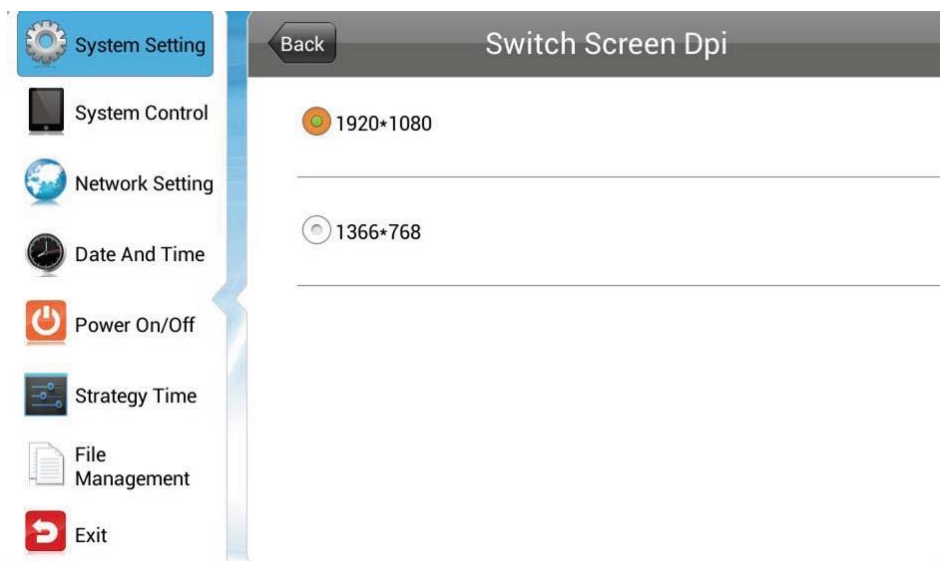 System Setting
Back
Switch Screen Dpi
System Control
1920*1080
Network Setting
1366*768
Date And Time
Power On/Off
Strategy Time
File
Management
Exit